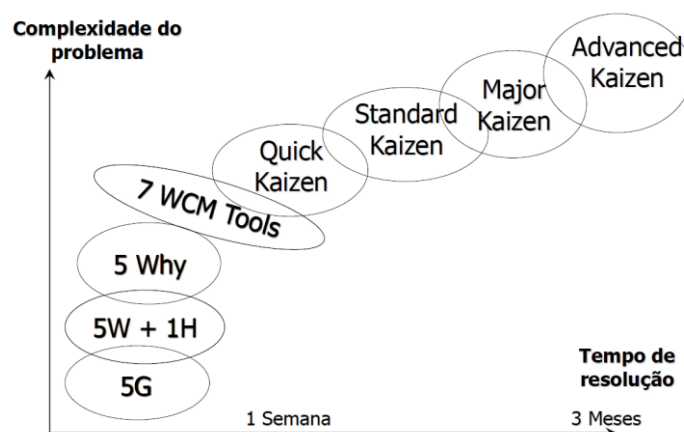 Complexidade do
problema
Advanced
Kaizen
Major
Kaizen
Standard
Kaizen
Quick
Kaizen
7 WCM Tools
5 Why
5W + 1H
5G
Tempo de
resolução
1 Semana
3 Meses